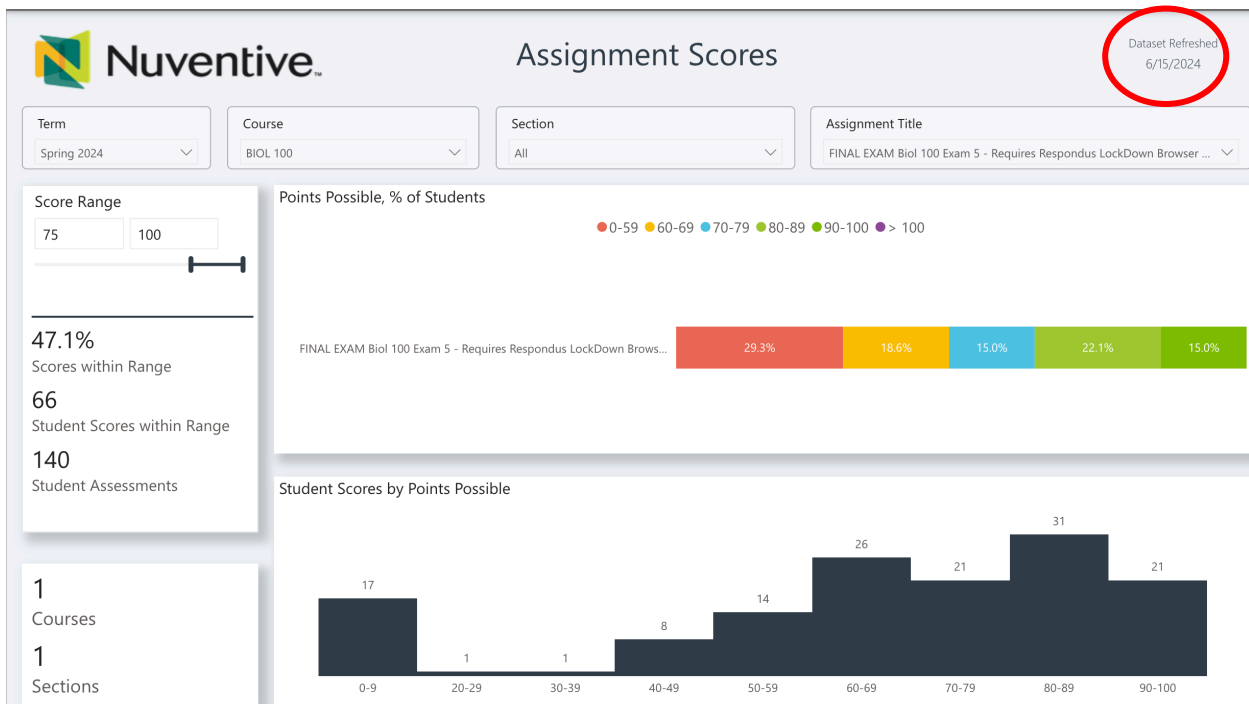 Nuventive™
Assignment Scores
Dataset Refreshed
6/15/2024
Term
Spring 2024
Course
BIOL 100
Section
All
Assignment Title
FINAL EXAM Biol 100 Exam 5 - Requires Respondus LockDown Browser ...
Score Range
75 100
47.1%
Scores within Range
66
Student Scores within Range
140
Student Assessments
1
Courses
1
Sections
Points Possible, % of Students
0-59 60-69 70-79 80-89 90-100 > 100
FINAL EXAM Biol 100 Exam 5 - Requires Respondus LockDown Brows... 29.3% 18.6% 15.0% 22.1% 15.0%
Student Scores by Points Possible
17 1 1 8 14 26 21 31 21
0-9 20-29 30-39 40-49 50-59 60-69 70-79 80-89 90-100